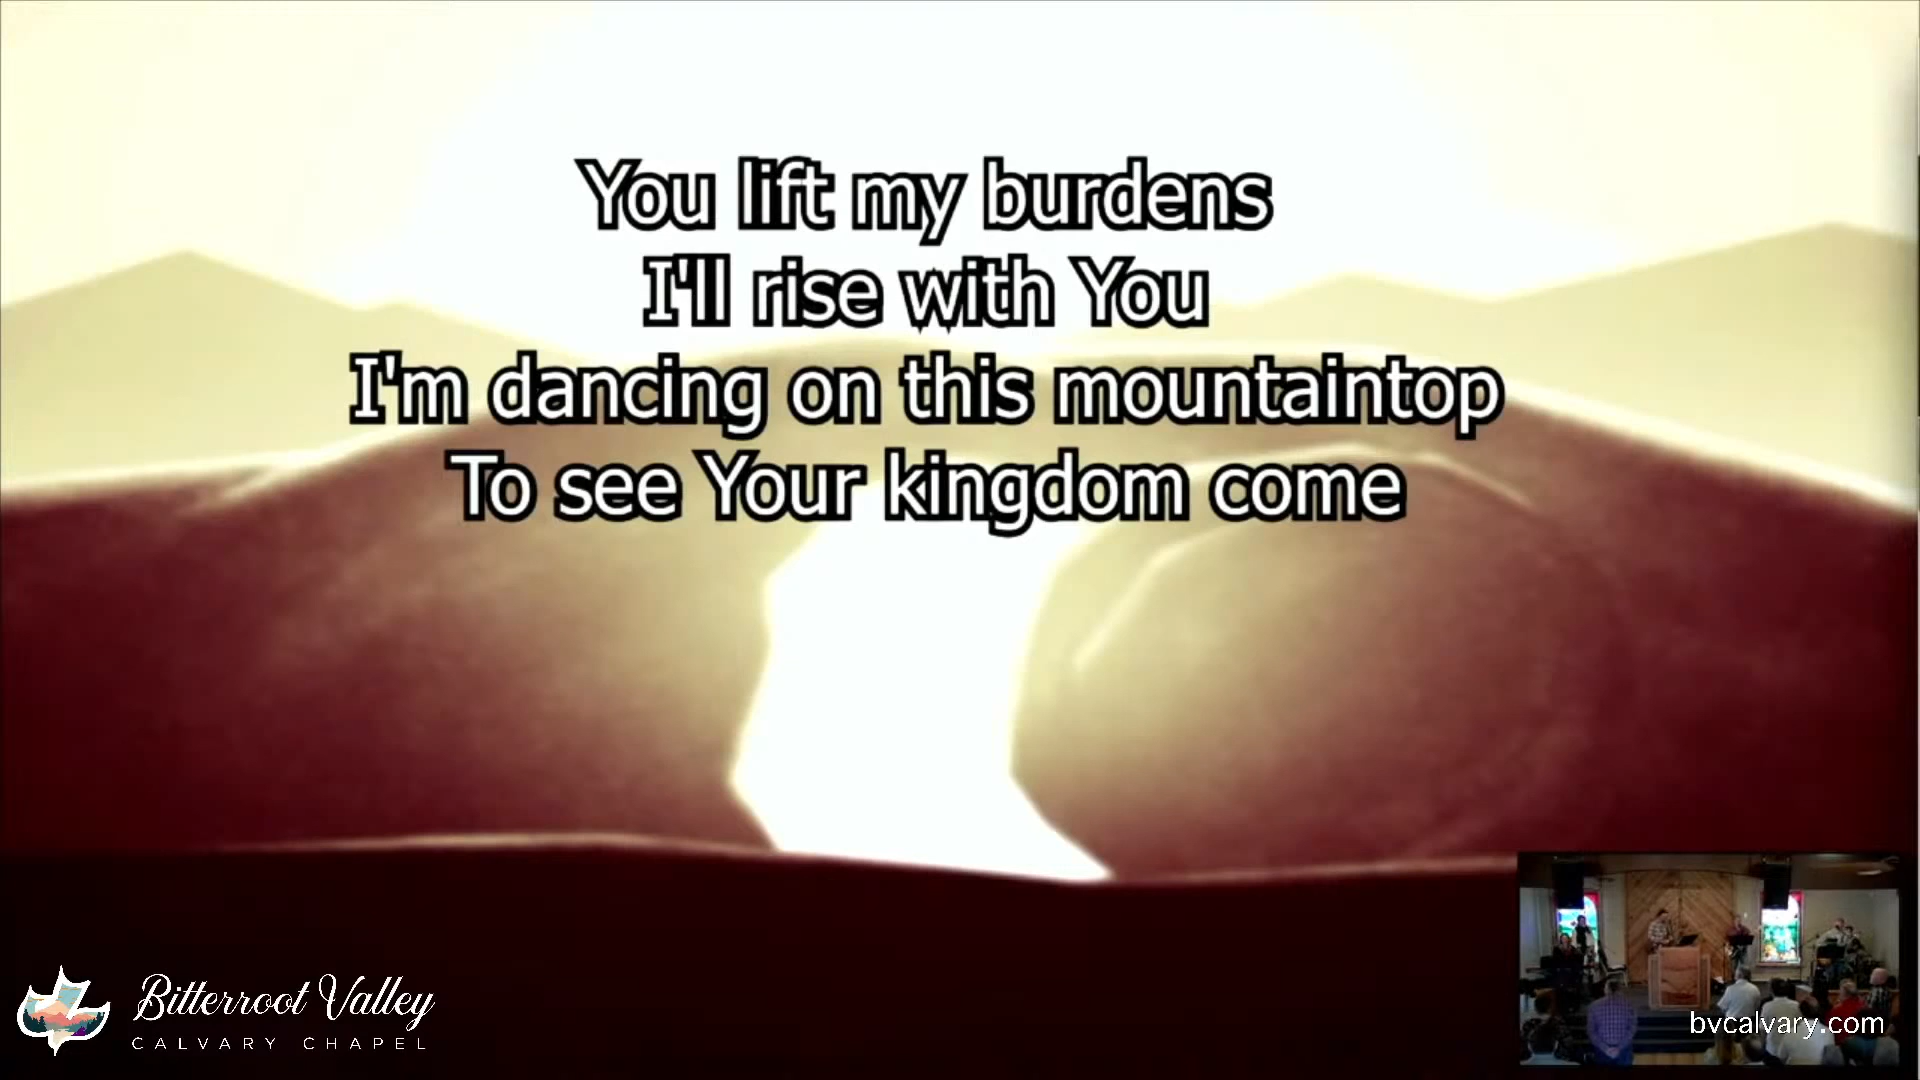 You lift my burdens
I'll rise with You
I'm dancing on this mountaintop
To see Your kingdom come
Bitterroot Valley
CALVARY CHAPEL
bvcalvary.com